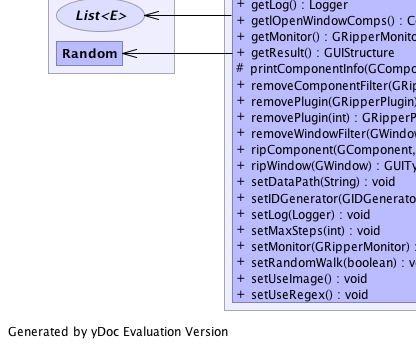 List<E>
Random
+ getLog() : Logger
+ getIOpenWindowComps() :
+ getMonitor() : GRipperMonito
+ getResult() : GUIStructure
# printComponentInfo(GCompo
+ removeComponentFilter(GRip
+ removePlugin(GRipperPlugin)
+ removePlugin(int) : GRipperP
+ removeWindowFilter(GWindow
+ ripComponent(GComponent,
+ ripWindow(GWindow) : GUITy
+ setDataPath(String) : void
+ setIDGenerator(GIDGenerato
+ setLog(Logger) : void
+ setMaxSteps(int) : void
+ setMonitor(GRipperMonitor) :
+ setRandomWalk(boolean) : v
+ setUseImage() : void
+ setUseRegex() : void
Generated by yDoc Evaluation Version